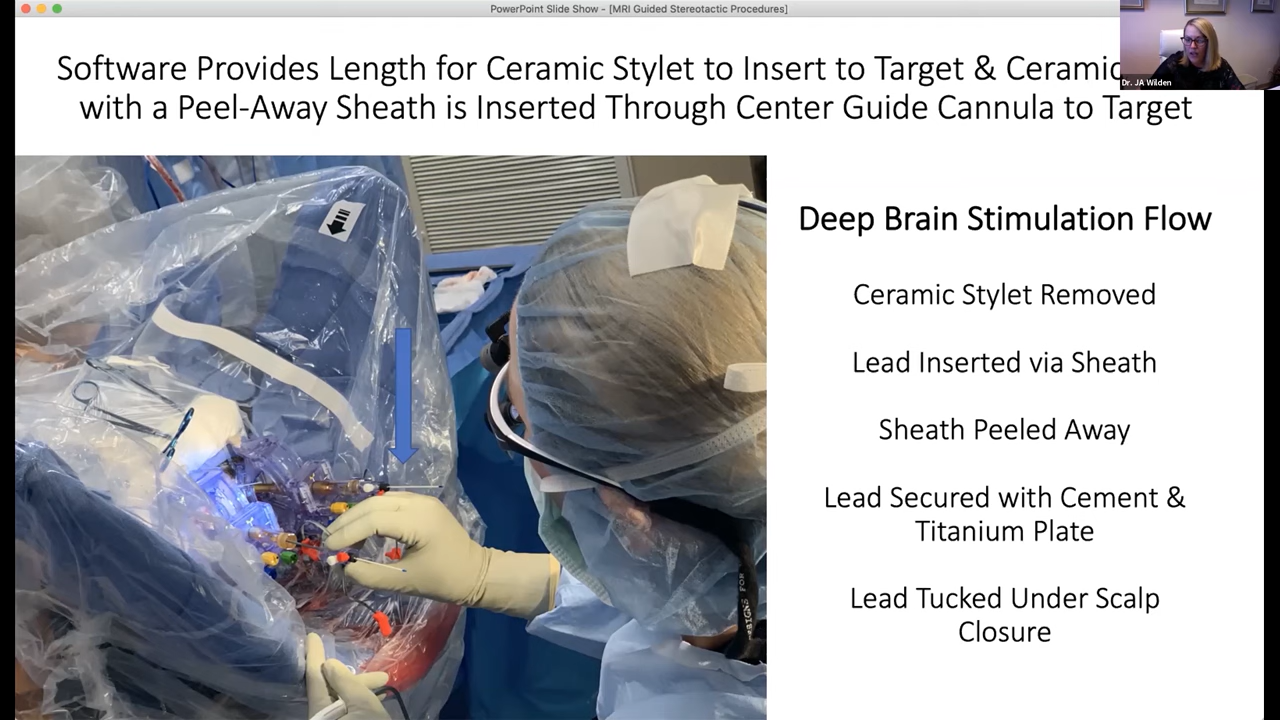 PowerPoint Slide Show - [MRI Guided Stereotactic Procedures]
Software Provides Length for Ceramic Stylet to Insert to Target & Ceramic
with a Peel-Away Sheath is Inserted Through Center Guide Cannula to Target
Dr. JA Wilden
Deep Brain Stimulation Flow
Ceramic Stylet Removed
Lead Inserted via Sheath
Sheath Peeled Away
Lead Secured with Cement &
Titanium Plate
Lead Tucked Under Scalp
Closure